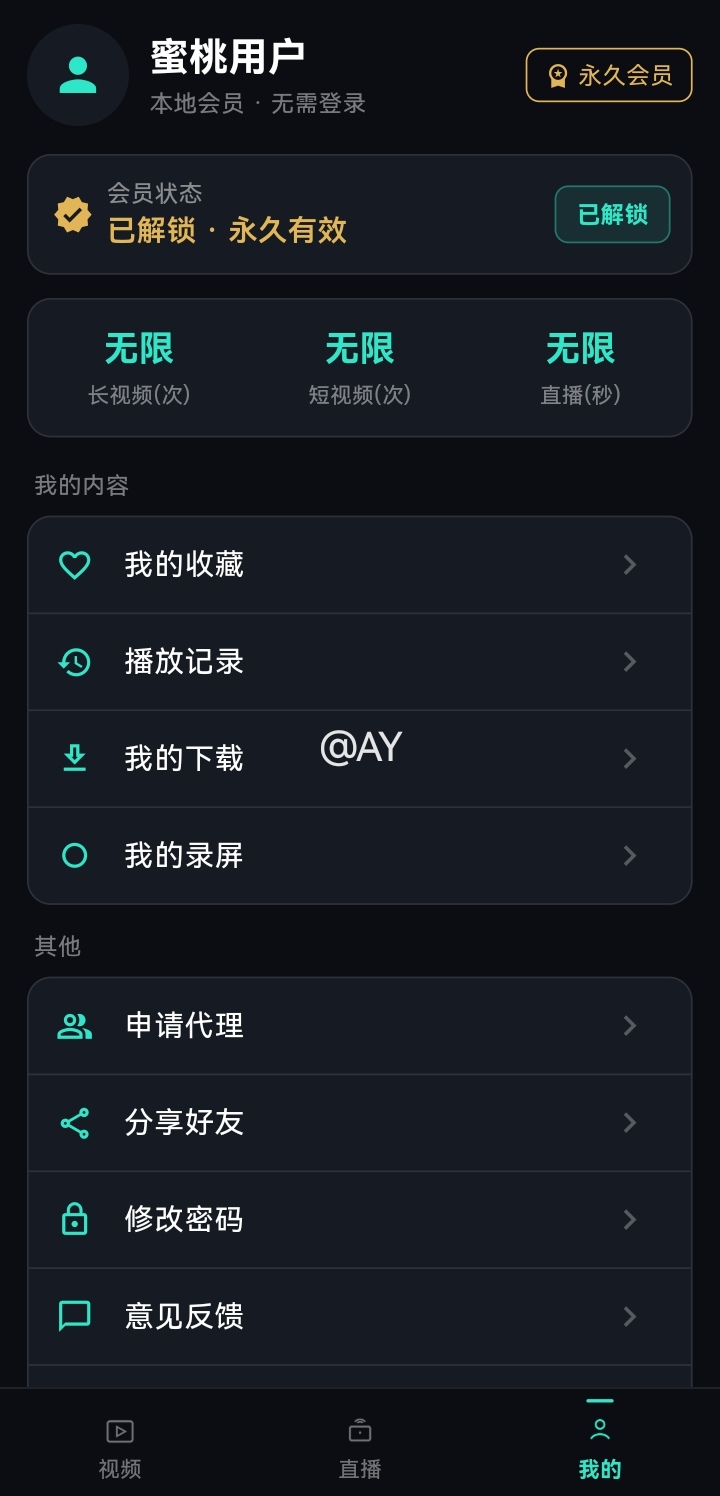 蜜桃用户
本地会员 · 无需登录
永久会员
会员状态
已解锁 · 永久有效
已解锁
无限
无限
无限
长视频(次)
短视频(次)
直播(秒)
我的内容
我的收藏
播放记录
我的下载
@AY
我的录屏
其他
申请代理
分享好友
修改密码
意见反馈
视频
直播
我的